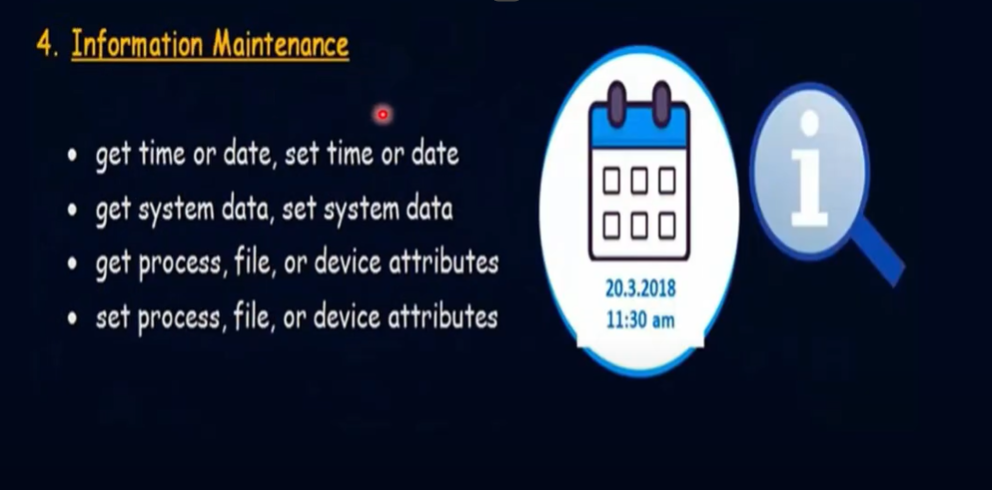 4. Information Maintenance
• get time or date, set time or date
• get system data, set system data
• get process, file, or device attributes
• set process, file, or device attributes
20.3.2018
11:30 am
i